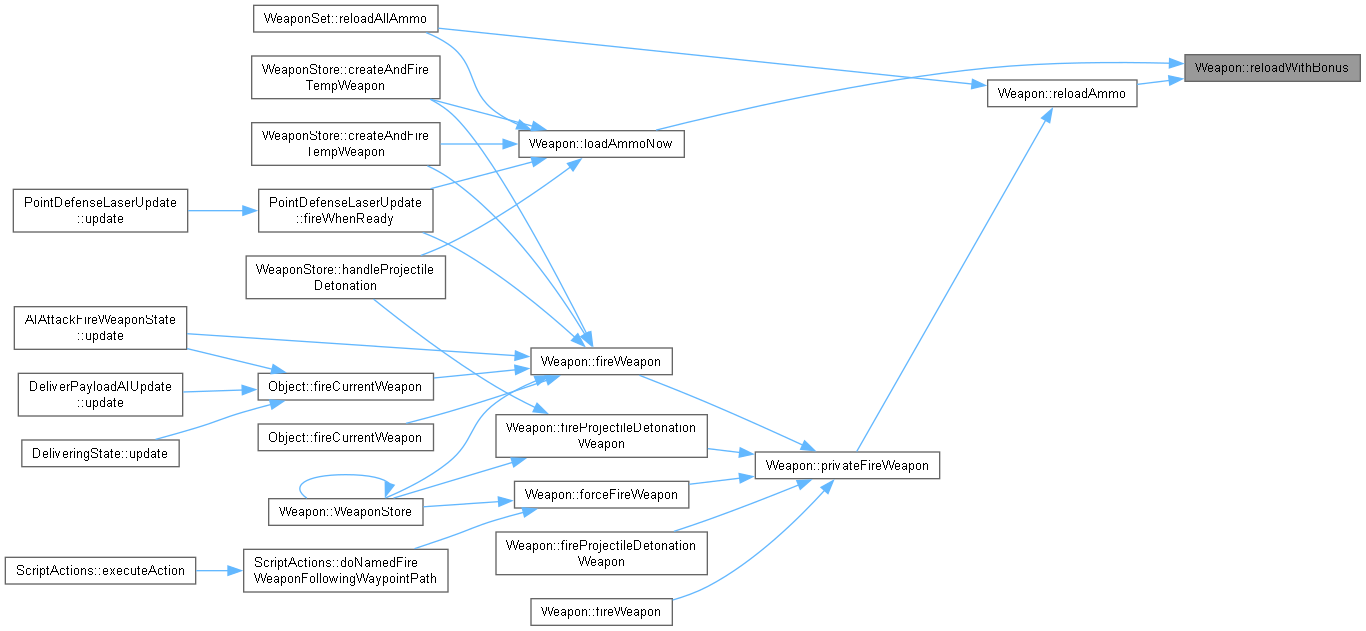 WeaponSet::reloadAllAmmo
WeaponStore::createAndFire
TempWeapon
Weapon::reloadWithBonus
Weapon::reloadAmmo
WeaponStore::createAndFire
TempWeapon
Weapon::loadAmmoNow
PointDefenseLaserUpdate
::update
PointDefenseLaserUpdate
::fireWhenReady
WeaponStore::handleProjectile
Detonation
AIAttackFireWeaponState
::update
Weapon::fireWeapon
DeliverPayloadAIUpdate
::update
Object::fireCurrentWeapon
Object::fireCurrentWeapon
Weapon::fireProjectileDetonation
Weapon
DeliveringState::update
Weapon::privateFireWeapon
Weapon::forceFireWeapon
Weapon::WeaponStore
Weapon::fireProjectileDetonation
Weapon
ScriptActions::executeAction
ScriptActions::doNamedFire
WeaponFollowingWaypointPath
Weapon::fireWeapon